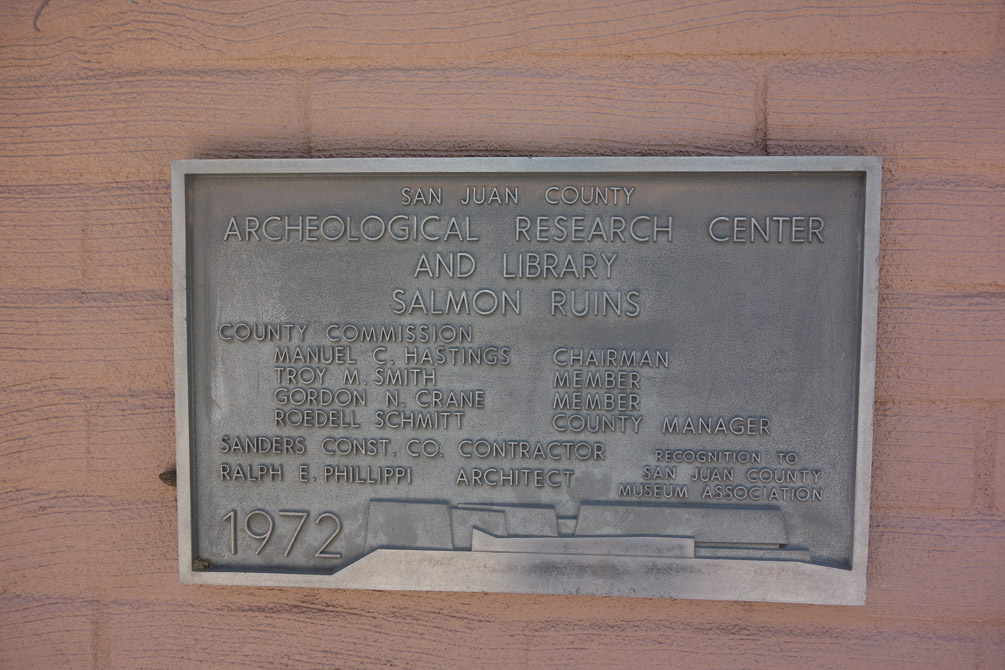 SAN JUAN COUNTY
ARCHEOLOGICAL RESEARCH CENTER
AND LIBRARY
SALMON RUINS
COUNTY COMMISSION
MANUEL C. HASTINGS CHAIRMAN
TROY M. SMITH MEMBER
GORDON N. CRANE MEMBER
ROEDELL SCHMITT COUNTY MANAGER
SANDERS CONST. CO. CONTRACTOR
RALPH E. PHILLIPPI ARCHITECT
RECOGNITION TO
SAN JUAN COUNTY
MUSEUM ASSOCIATION
1972